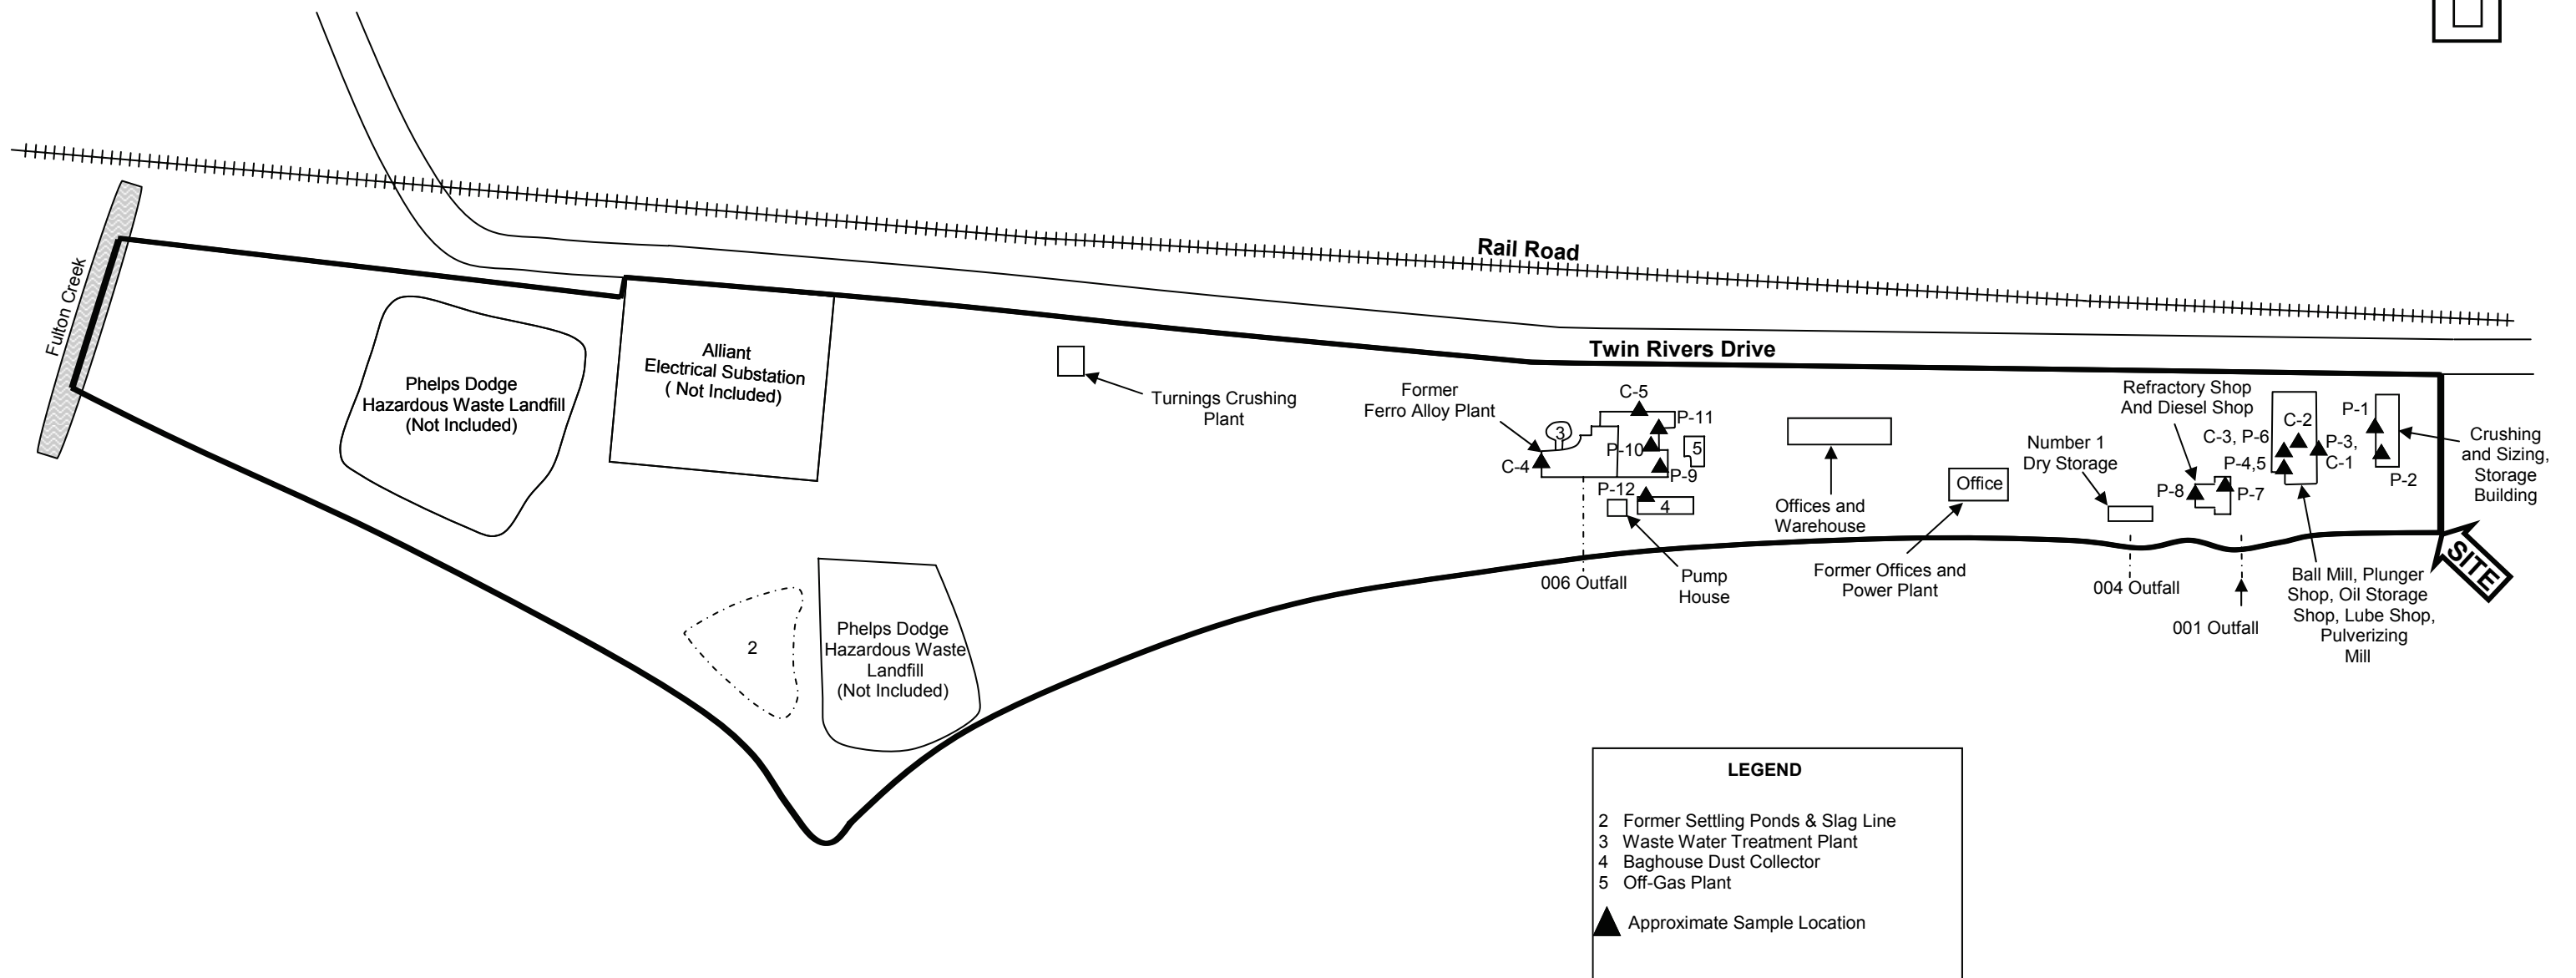 Fulton Creek
Rail Road
Twin Rivers Drive
Phelps Dodge
Hazardous Waste Landfill
(Not Included)
Alliant
Electrical Substation
( Not Included)
Turnings Crushing
Plant
2
Phelps Dodge
Hazardous Waste
Landfill
(Not Included)
Former
Ferro Alloy Plant
3
C-4
C-5
P-11
P-10
5
P-9
P-12
4
006 Outfall
Pump
House
Offices and
Warehouse
Office
Former Offices and
Power Plant
Number 1
Dry Storage
004 Outfall
Refractory Shop
And Diesel Shop
P-8
P-7
001 Outfall
C-2
C-3, P-6
P-4,5
P-3,
C-1
Ball Mill, Plunger
Shop, Oil Storage
Shop, Lube Shop,
Pulverizing
Mill
P-1
P-2
Crushing
and Sizing,
Storage
Building
SITE
LEGEND
2 Former Settling Ponds & Slag Line
3 Waste Water Treatment Plant
4 Baghouse Dust Collector
5 Off-Gas Plant
Approximate Sample Location